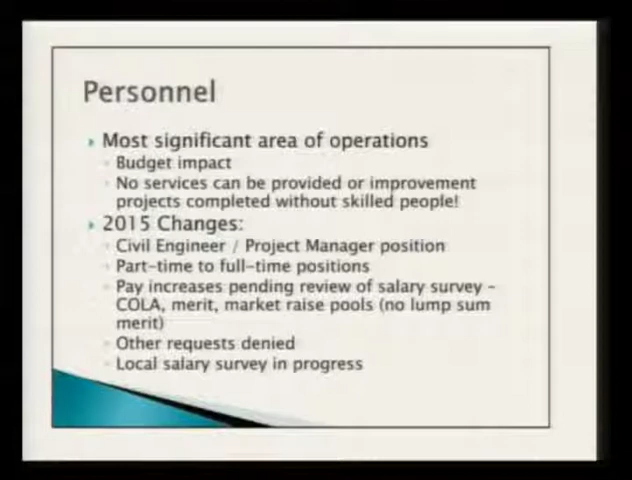 Personnel
Most significant area of operations
Budget impact
No services can be provided or improvement
projects completed without skilled people!
2015 Changes:
Civil Engineer / Project Manager position
Part-time to full-time positions
Pay increases pending review of salary survey -
COLA, merit, market raise pools (no lump sum
merit)
Other requests denied
Local salary survey in progress